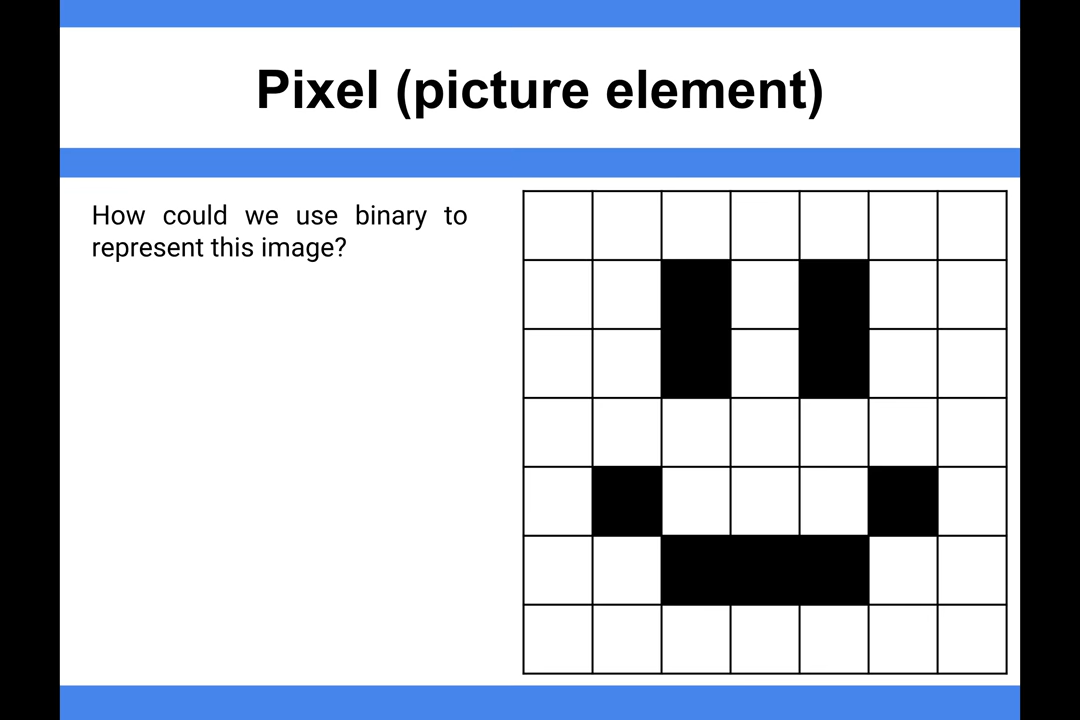 Pixel (picture element)
How could we use binary to
represent this image?